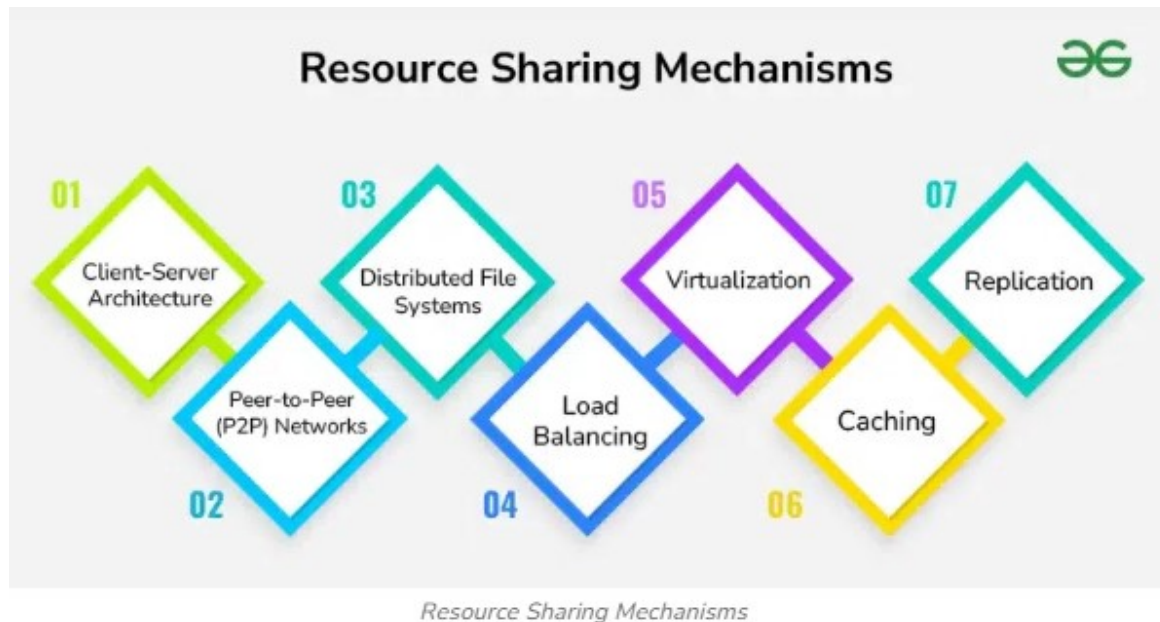 Resource Sharing Mechanisms
01
Client-Server
Architecture
02
Peer-to-Peer
(P2P) Networks
03
Distributed File
Systems
04
Load
Balancing
05
Virtualization
06
Caching
07
Replication
Resource Sharing Mechanisms